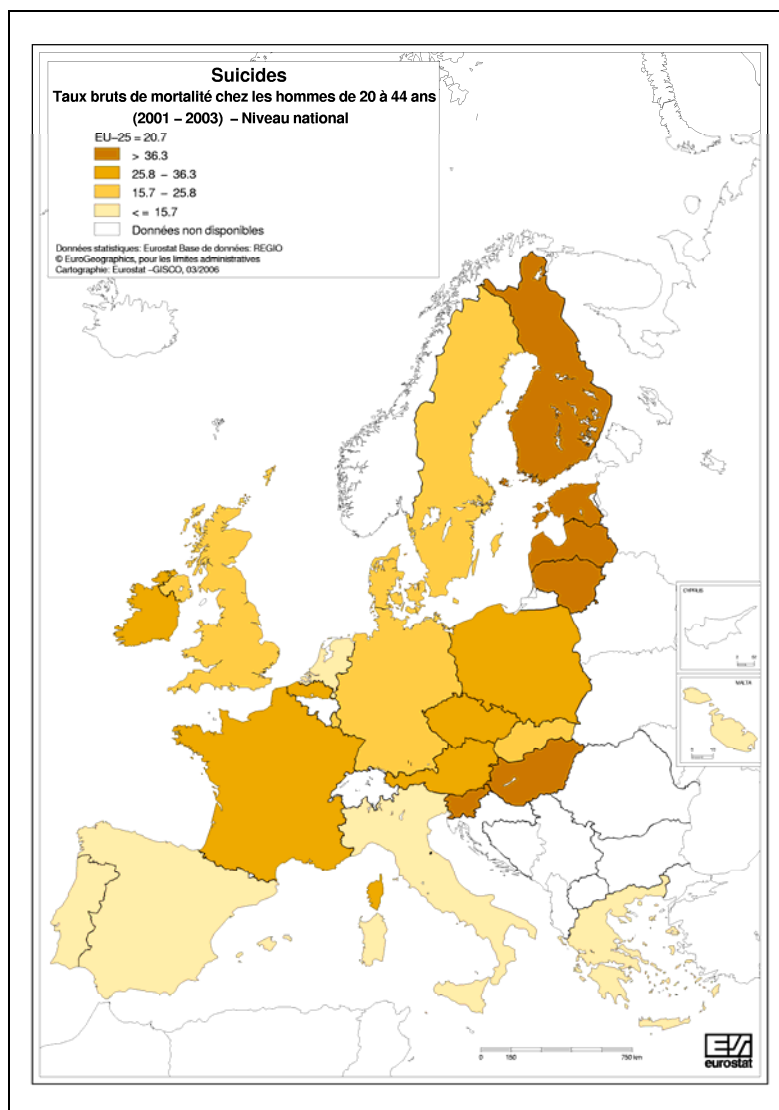 Suicides
Taux bruts de mortalité chez les hommes de 20 à 44 ans
(2001 – 2003) – Niveau national
EU–25 = 20.7
> 36.3
25.8 – 36.3
15.7 – 25.8
<= 15.7
Données non disponibles
Données statistiques: Eurostat Base de données: REGIO
© EuroGeographics, pour les limites administratives
Cartographie: Eurostat –GISCO, 03/2006
CYPRUS
MALTA
0 150 750 km
eurostat